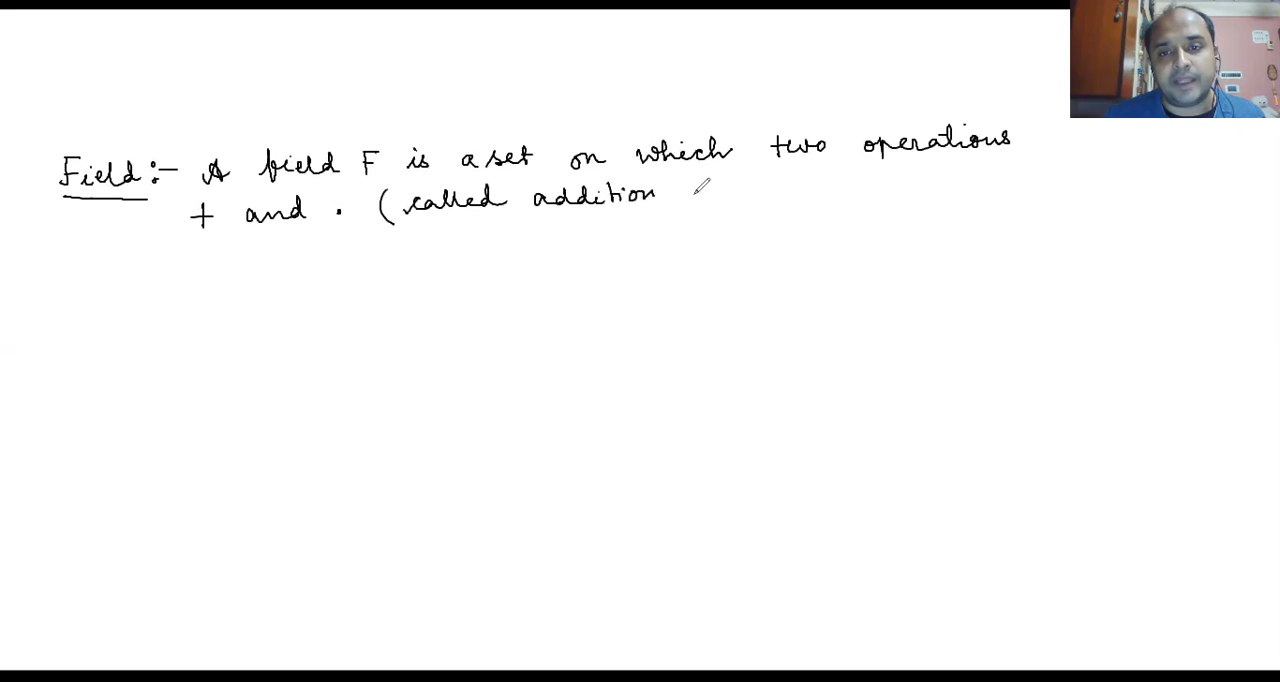 Field :- A field F is a set on which two operations
+ and . (called addition